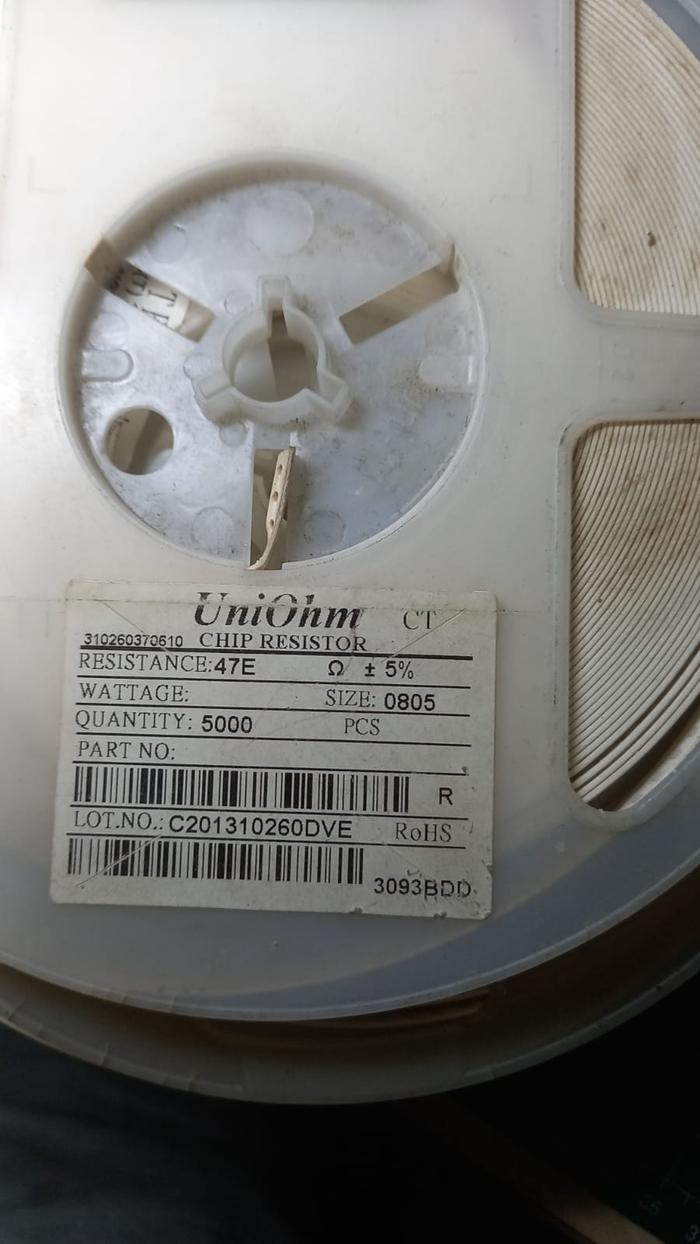 UniOhm CT
310260370610 CHIP RESISTOR
RESISTANCE:47E Ω ± 5%
WATTAGE: SIZE: 0805
QUANTITY: 5000 PCS
PART NO:
R
LOT.NO.: C201310260DVE RoHS
3093BDD